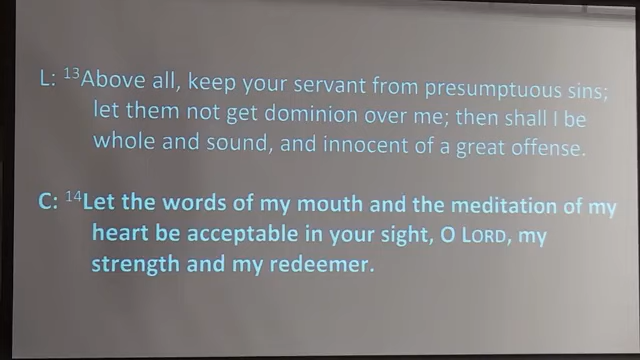 L: 13Above all, keep your servant from presumptuous sins;
let them not get dominion over me; then shall I be
whole and sound, and innocent of a great offense.
C: 14Let the words of my mouth and the meditation of my
heart be acceptable in your sight, O LORD, my
strength and my redeemer.